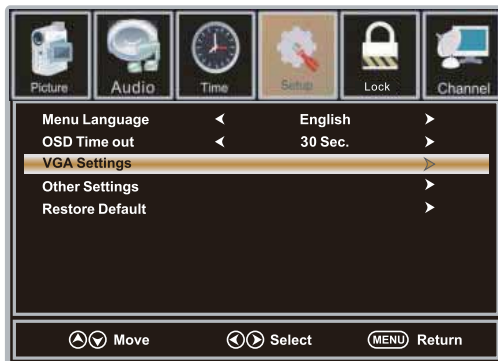 Picture Audio Time Setup Lock Channel
Menu Language English
OSD Time out 30 Sec.
VGA Settings
Other Settings
Restore Default
Move Select MENU Return